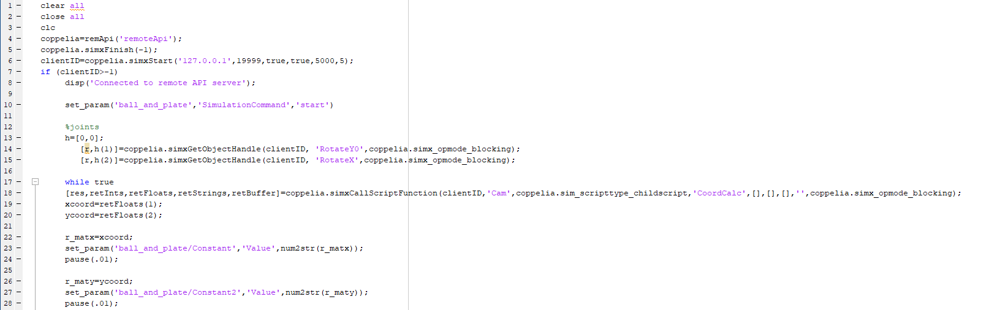 1 – clear all
2 – close all
3 – clc
4 – coppelia=remApi('remoteApi');
5 – coppelia.simxFinish(-1);
6 – clientID=coppelia.simxStart('127.0.0.1',19999,true,true,5000,5);
7 – if (clientID>-1)
8 – disp('Connected to remote API server');
9
10 – set_param('ball_and_plate','SimulationCommand','start')
11
12 %joints
13 – h=[0,0];
14 – [r,h(1)]=coppelia.simxGetObjectHandle(clientID, 'RotateY0',coppelia.simx_opmode_blocking);
15 – [r,h(2)]=coppelia.simxGetObjectHandle(clientID, 'RotateX',coppelia.simx_opmode_blocking);
16
17 – while true
18 – [res,retInts,retFloats,retStrings,retBuffer]=coppelia.simxCallScriptFunction(clientID,'Cam',coppelia.sim_scripttype_childscript,'CoordCalc',[],[],[],'',coppelia.simx_opmode_blocking);
19 – xcoord=retFloats(1);
20 – ycoord=retFloats(2);
21
22 – r_matx=xcoord;
23 – set_param('ball_and_plate/Constant','Value',num2str(r_matx));
24 – pause(.01);
25
26 – r_maty=ycoord;
27 – set_param('ball_and_plate/Constant2','Value',num2str(r_maty));
28 – pause(.01);